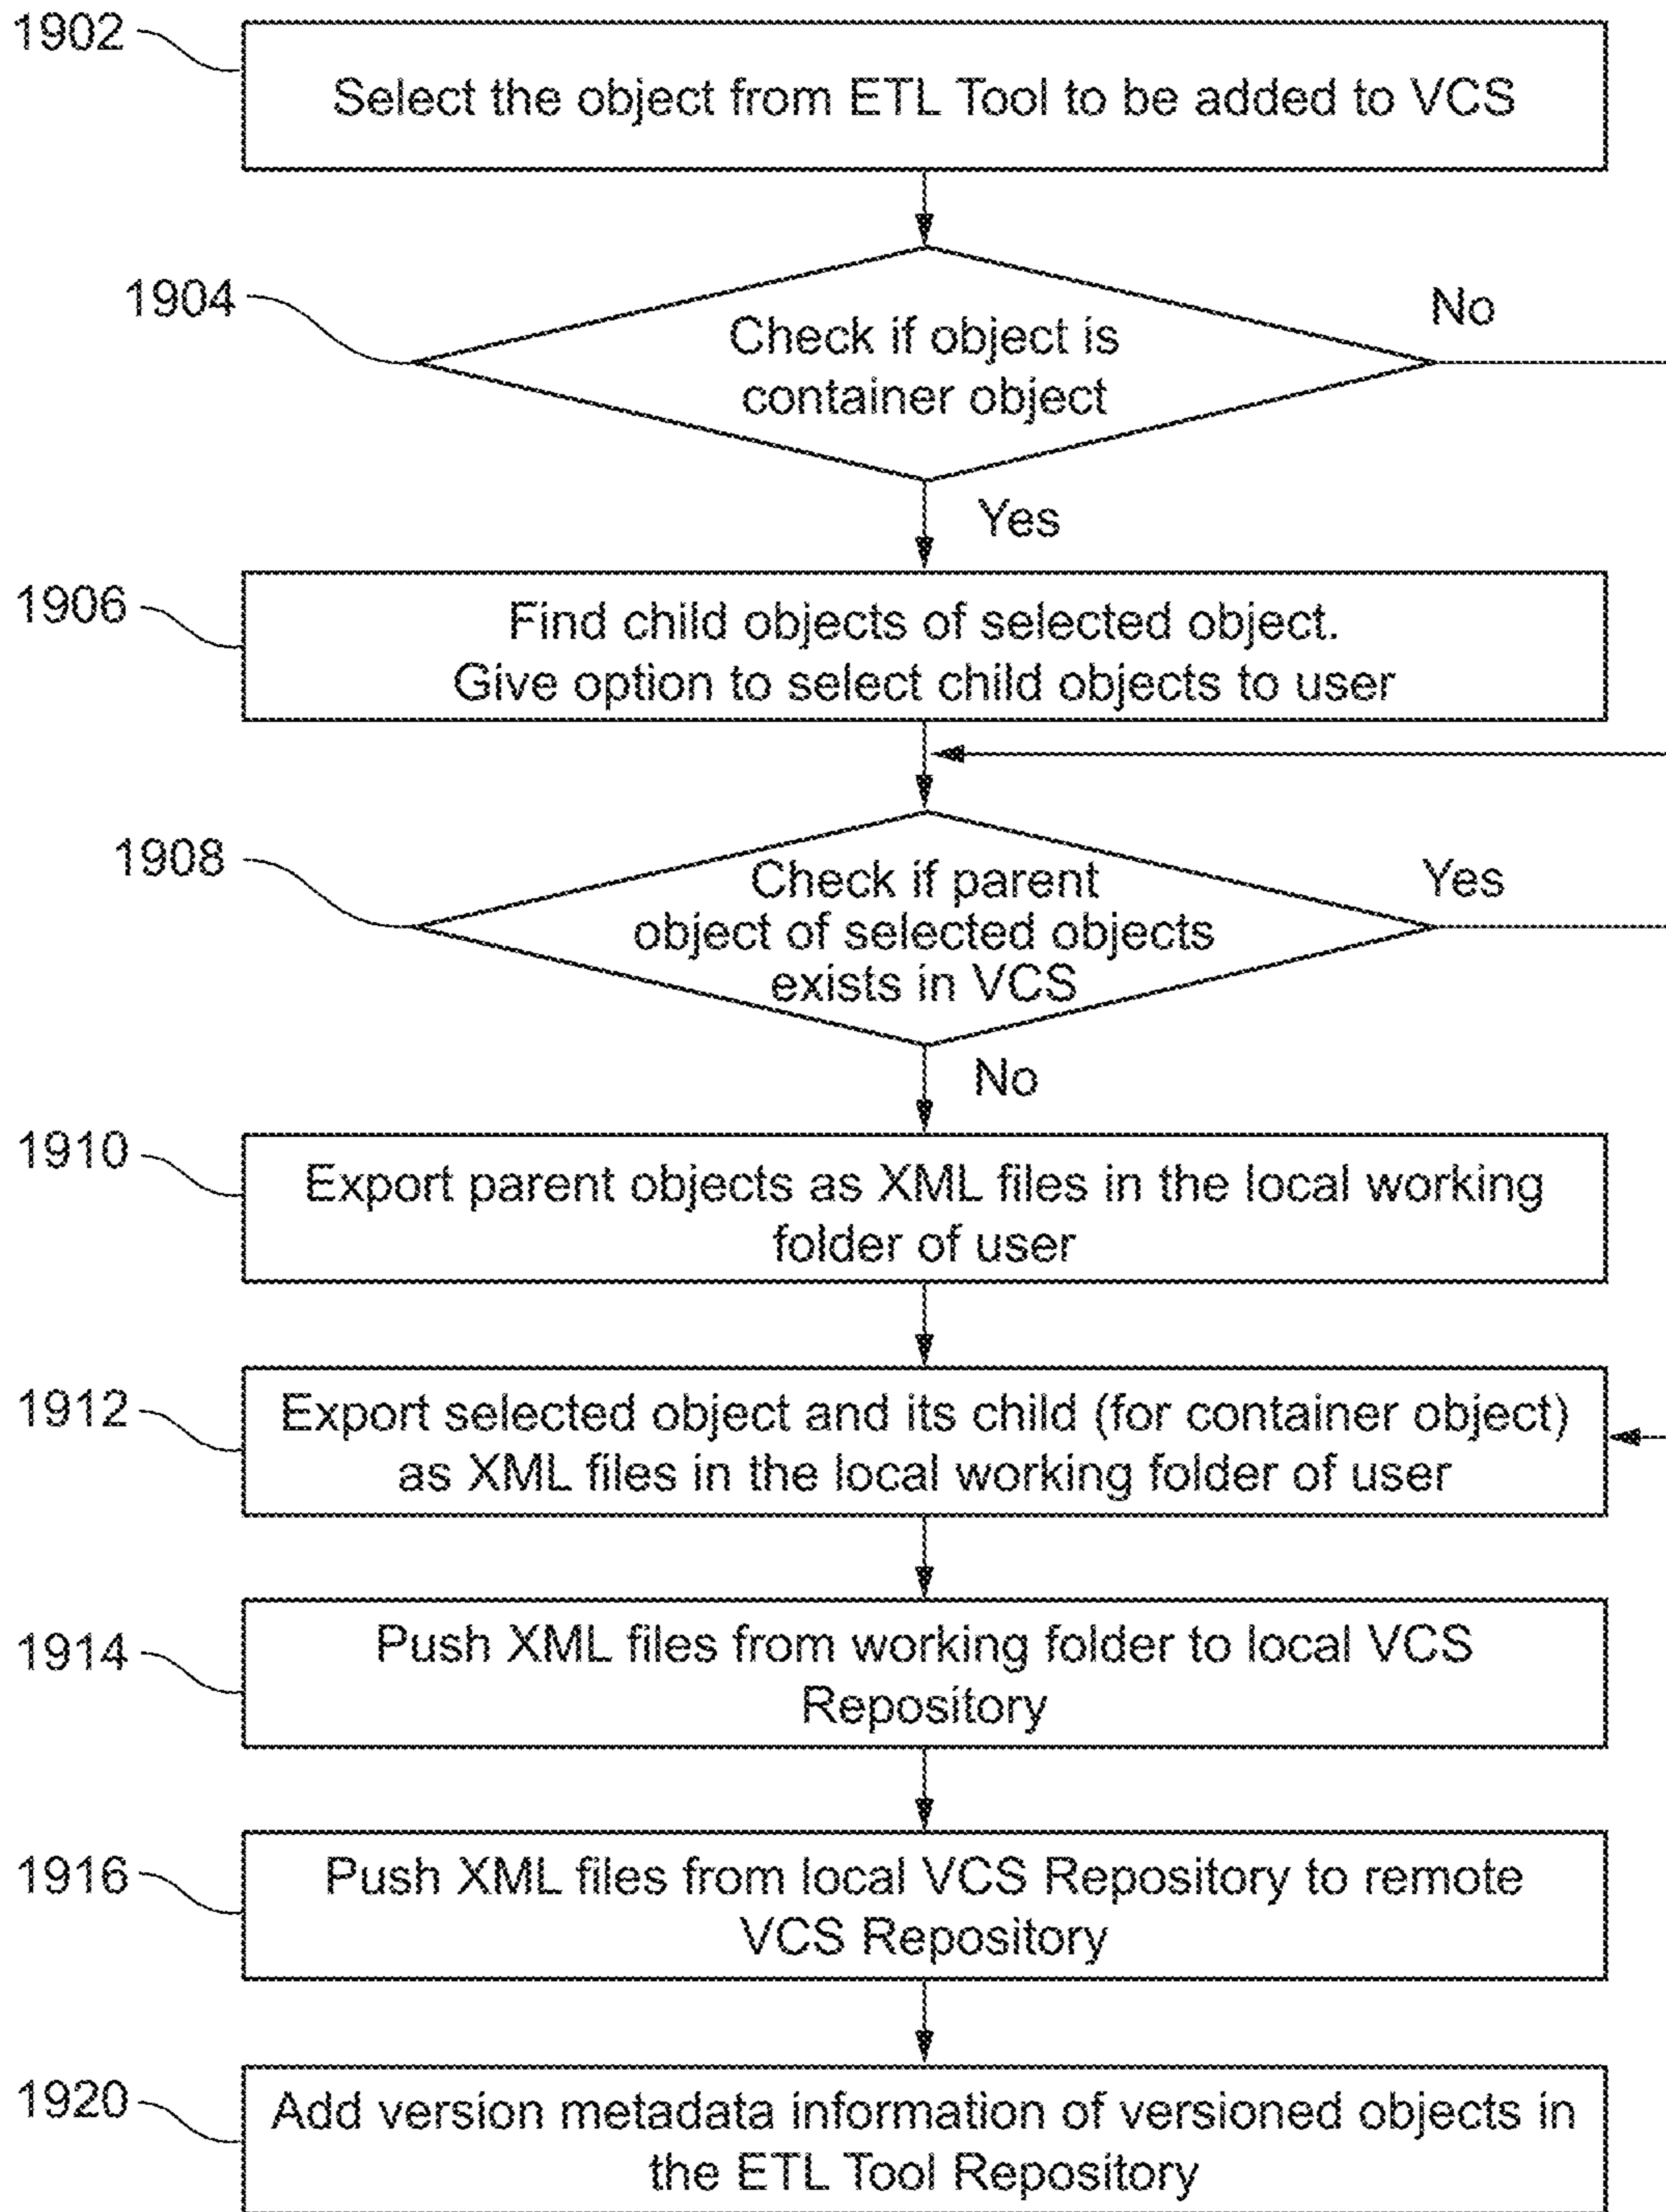 1902
Select the object from ETL Tool to be added to VCS
1904
No
Check if object is
container object
Yes
1906
Find child objects of selected object.
Give option to select child objects to user
1908
Check if parent
Yes
object of selected objects
exists in VCS
No
1910
Export parent objects as XML files in the local working
folder of user
1912
Export selected object and its child (for container object)
as XML files in the local working folder of user
1914
Push XML files from working folder to local VCS
Repository
1916
Push XML files from local VCS Repository to remote
VCS Repository
1920
Add version metadata information of versioned objects in
the ETL Tool Repository